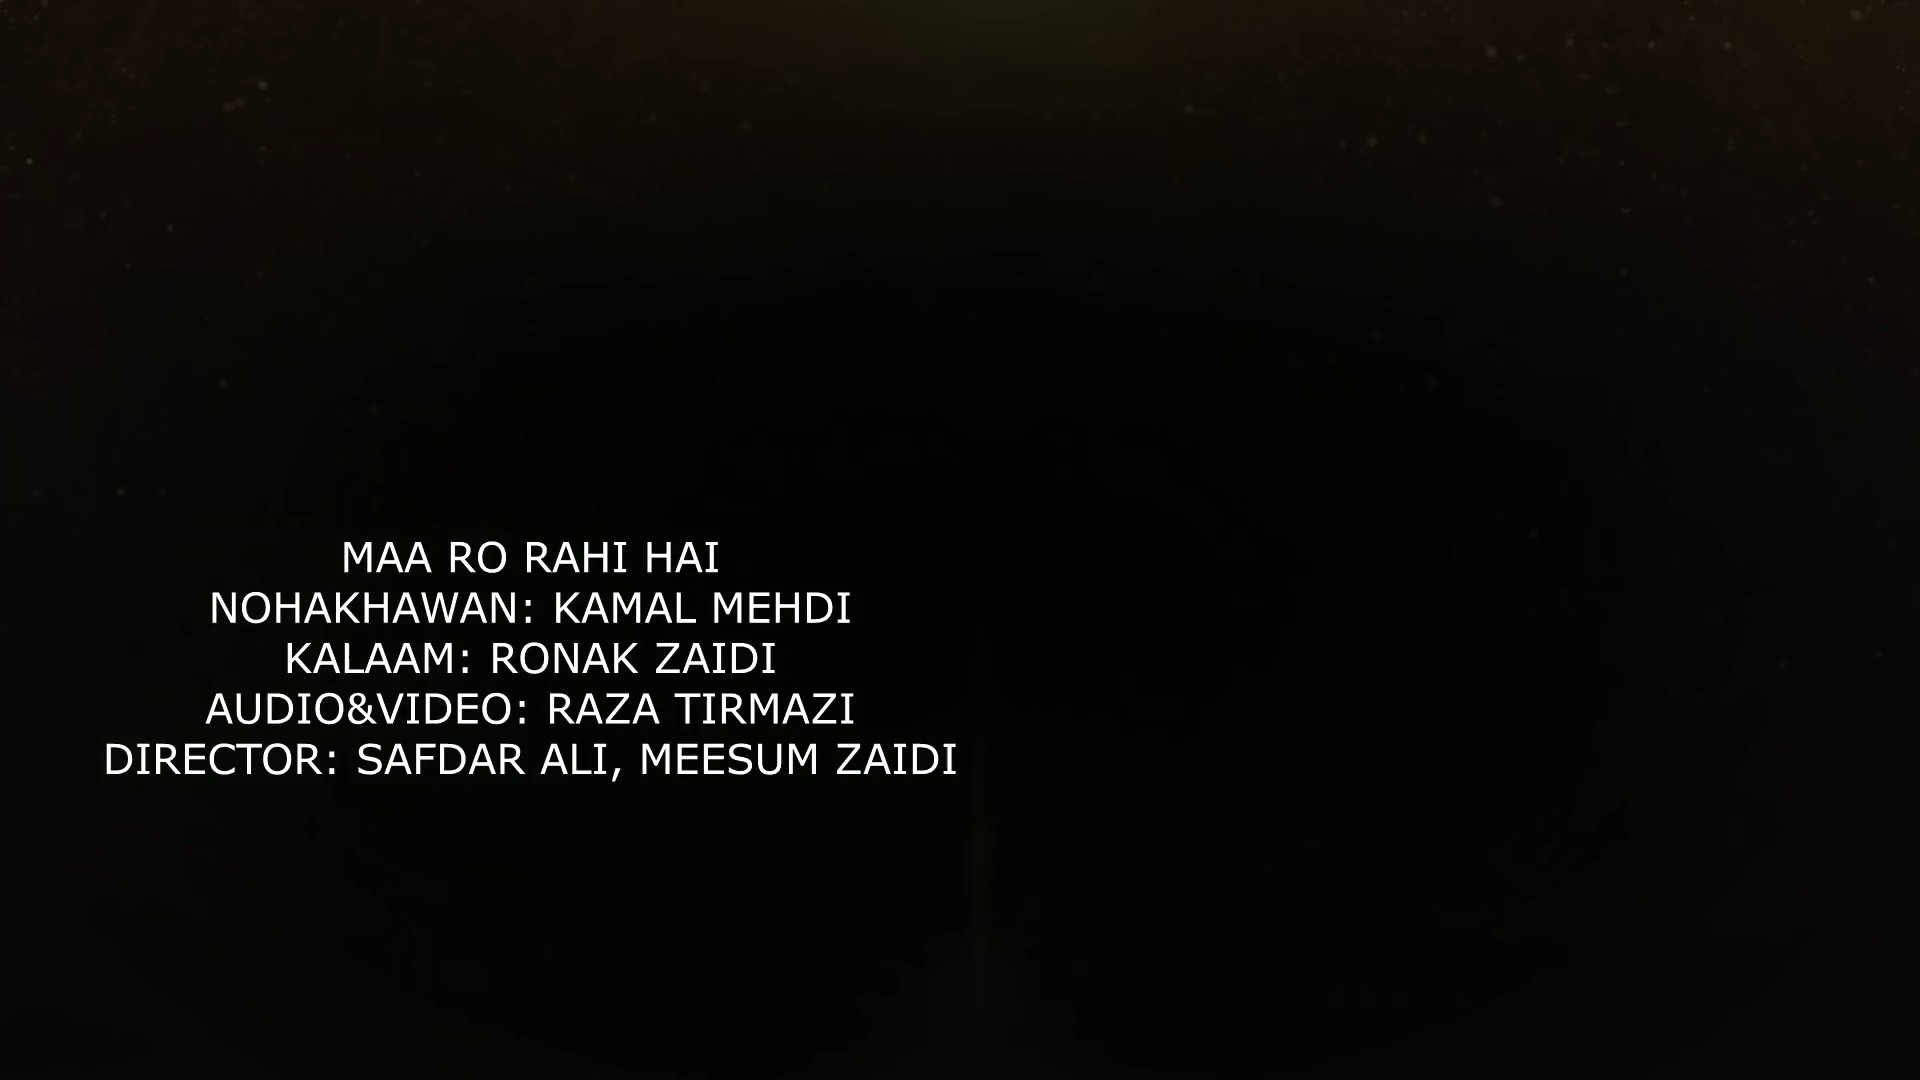 MAA RO RAHI HAI
NOHAKHAWAN: KAMAL MEHDI
KALAAM: RONAK ZAIDI
AUDIO&VIDEO: RAZA TIRMAZI
DIRECTOR: SAFDAR ALI, MEESUM ZAIDI